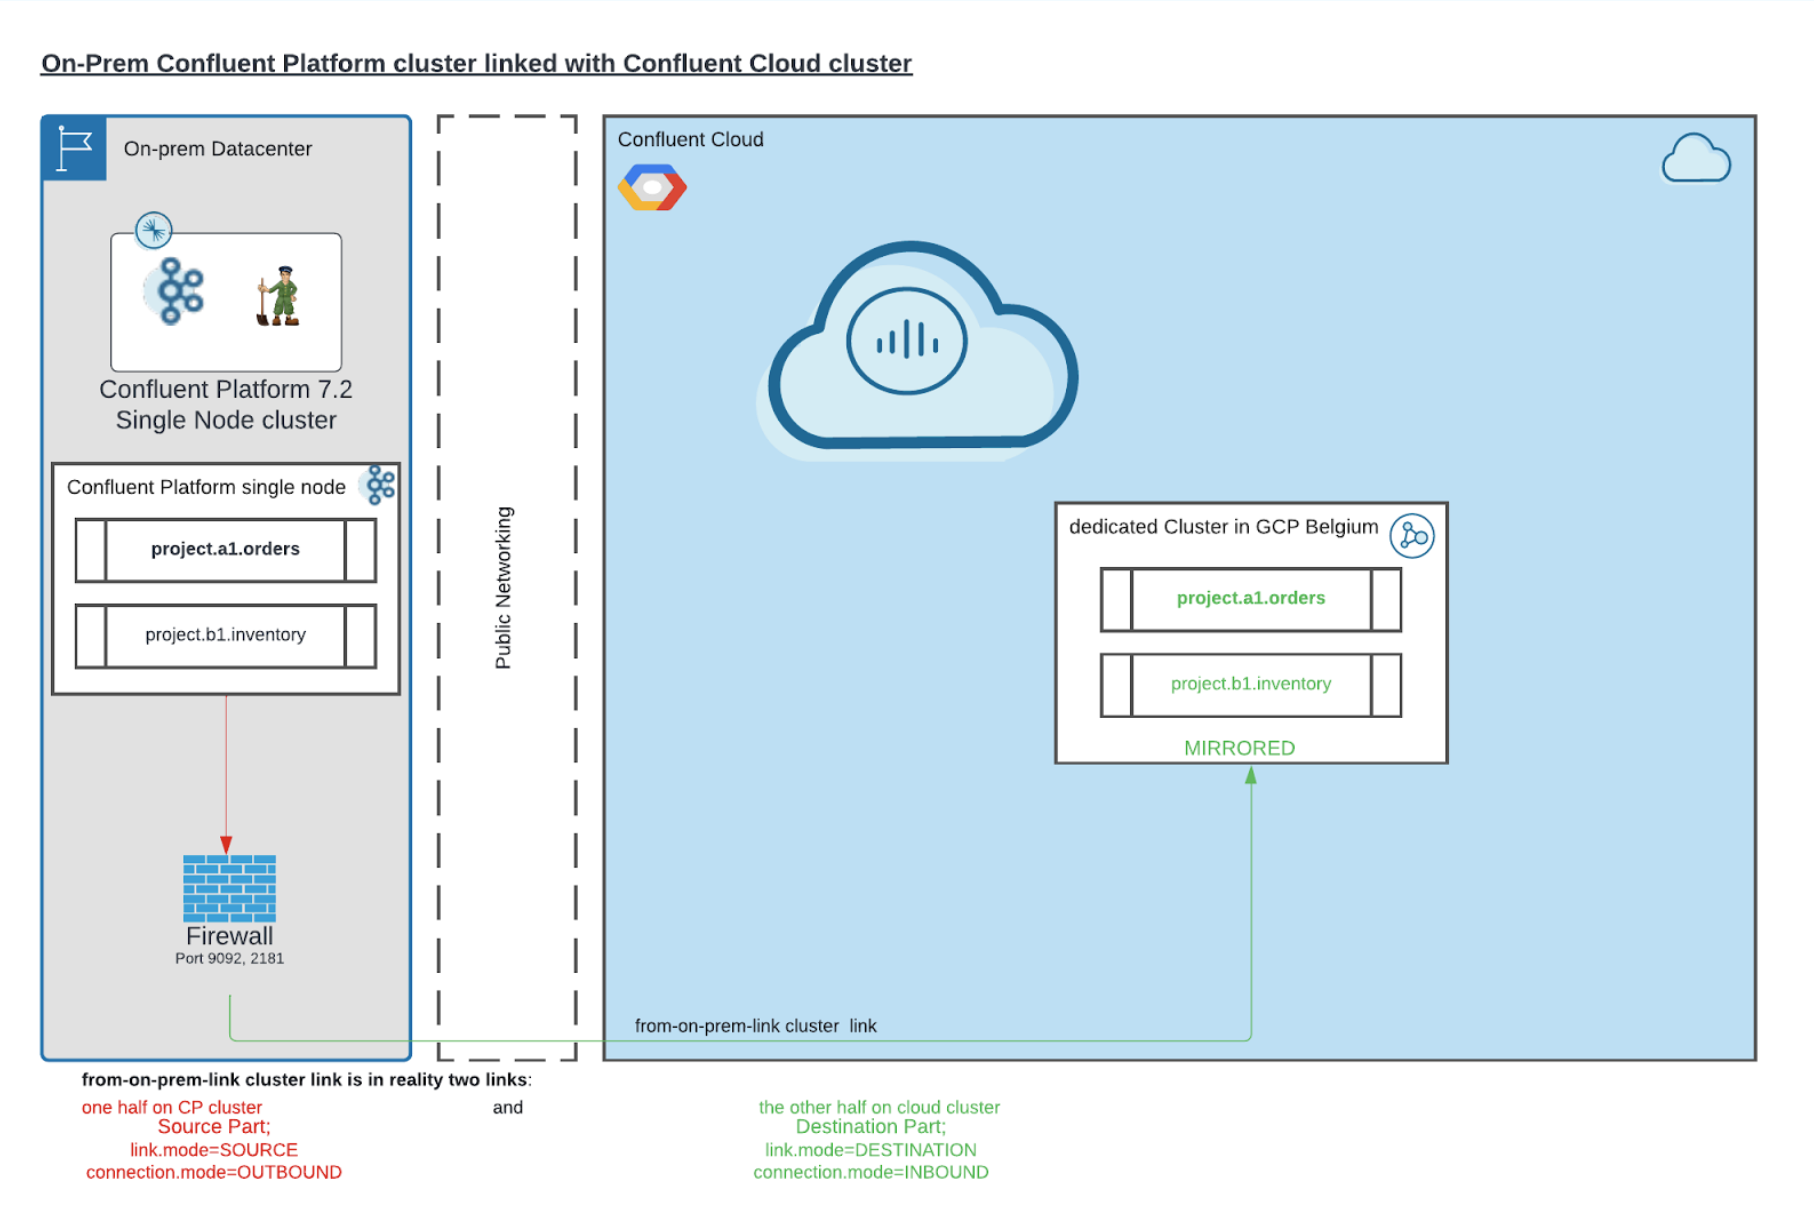 On-Prem Confluent Platform cluster linked with Confluent Cloud cluster
On-prem Datacenter
Confluent Platform 7.2
Single Node cluster
Confluent Platform single node
project.a1.orders
project.b1.inventory
Firewall
Port 9092, 2181
Public Networking
Confluent Cloud
dedicated Cluster in GCP Belgium
project.a1.orders
project.b1.inventory
MIRRORED
from-on-prem-link cluster link
from-on-prem-link cluster link is in reality two links:
one half on CP cluster
Source Part;
link.mode=SOURCE
connection.mode=OUTBOUND
and
the other half on cloud cluster
Destination Part;
link.mode=DESTINATION
connection.mode=INBOUND